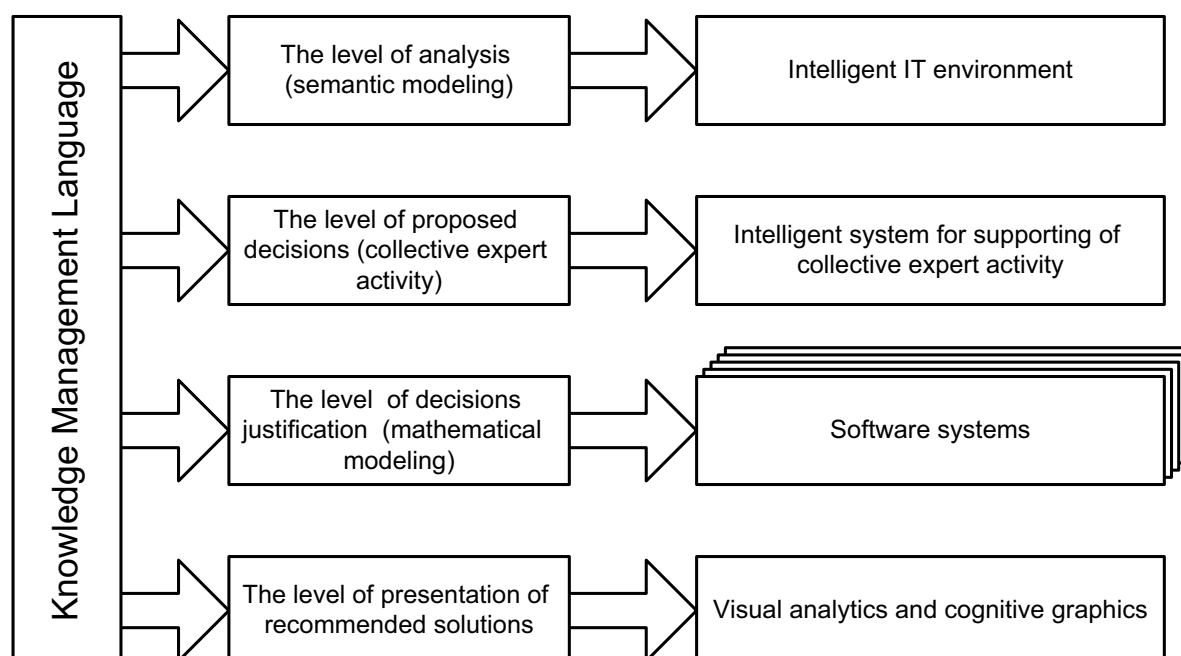 Knowledge Management Language
The level of analysis
(semantic modeling)
Intelligent IT environment
The level of proposed
decisions (collective expert
activity)
Intelligent system for supporting of
collective expert activity
The level  of decisions
justification  (mathematical
modeling)
Software systems
The level of presentation of
recommended solutions
Visual analytics and cognitive graphics